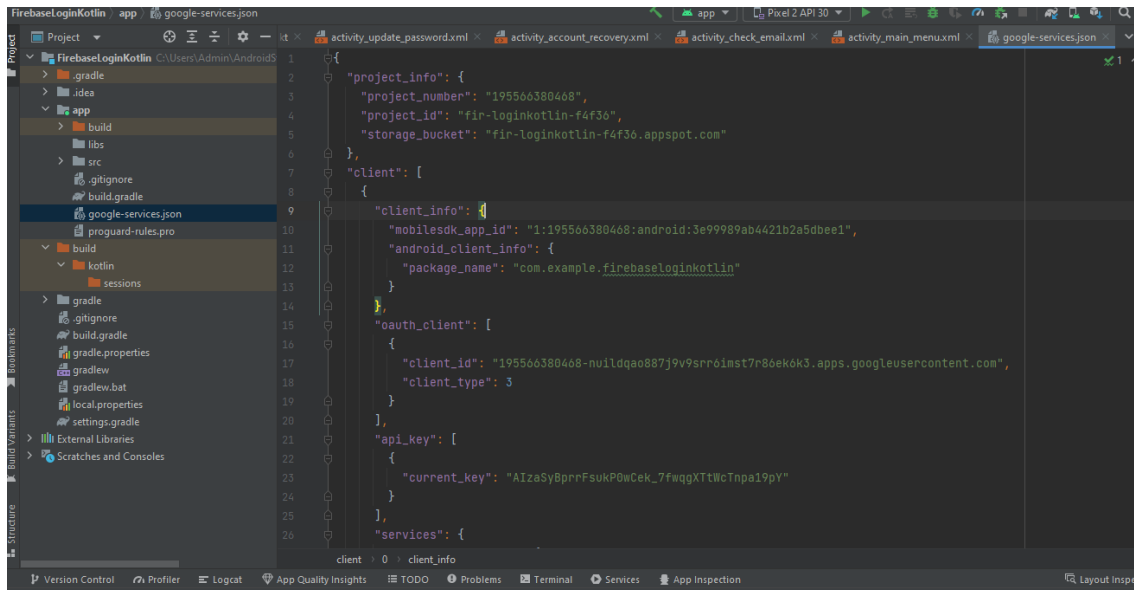 FirebaseLoginKotlin
app
google-services.json
app
Pixel 2 API 30
Project
Project
kt
activity_update_password.xml
activity_account_recovery.xml
activity_check_email.xml
activity_main_menu.xml
google-services.json
FirebaseLoginKotlin C:\Users\Admin\AndroidS
.gradle
.idea
app
build
libs
src
.gitignore
build.gradle
google-services.json
proguard-rules.pro
build
kotlin
sessions
gradle
.gitignore
build.gradle
gradle.properties
gradlew
gradlew.bat
local.properties
settings.gradle
External Libraries
Scratches and Consoles
Bookmarks
Build Variants
Structure
1 {
2 "project_info": {
3 "project_number": "195566380468",
4 "project_id": "fir-loginkotlin-f4f36",
5 "storage_bucket": "fir-loginkotlin-f4f36.appspot.com"
6 },
7 "client": [
8 {
9 "client_info": {
10 "mobilesdk_app_id": "1:195566380468:android:3e99989ab4421b2a5dbee1",
11 "android_client_info": {
12 "package_name": "com.example.firebaseloginkotlin"
13 }
14 },
15 "oauth_client": [
16 {
17 "client_id": "195566380468-nuildqao887j9v9srr6imst7r86ek6k3.apps.googleusercontent.com",
18 "client_type": 3
19 }
20 ],
21 "api_key": [
22 {
23 "current_key": "AIzaSyBprrFsukP0wCek_7fwqgXTtWcTnpa19pY"
24 }
25 ],
26 "services": {
1
client
0
client_info
Version Control
Profiler
Logcat
App Quality Insights
TODO
Problems
Terminal
Services
App Inspection
Layout Inspe